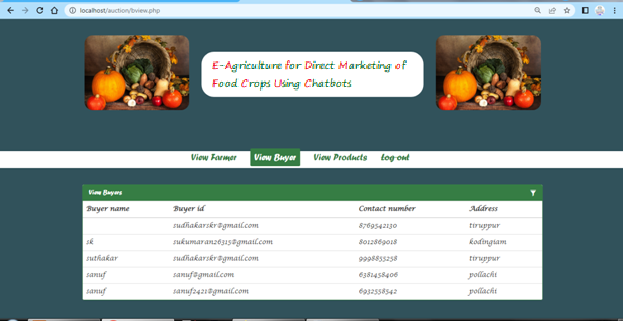 localhost/auction/bview.php
E-Agriculture for Direct Marketing of
Food Crops Using Chatbots
View Farmer View Buyer View Products Log out
View Buyers
Buyer name Buyer id Contact number Address
sudhakarskr@gmail.com 8769542130 tiruppur
sk sukumaran26315@gmail.com 8012869018 kodingiam
suthakar sudhakarskr@gmail.com 9998855258 tiruppur
sanuf sanuf@gmail.com 6381458406 pollachi
sanuf sanuf2421@gmail.com 6932558542 pollachi